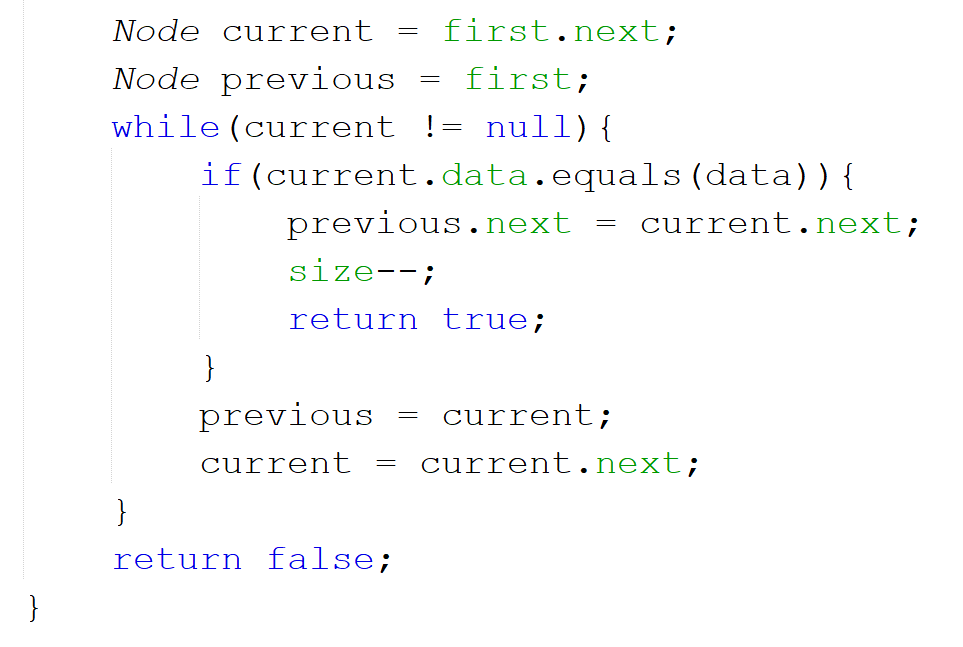 Node current = first.next;
Node previous = first;
while(current != null){
if(current.data.equals(data)){
previous.next = current.next;
size--;
return true;
}
previous = current;
current = current.next;
}
return false;
}